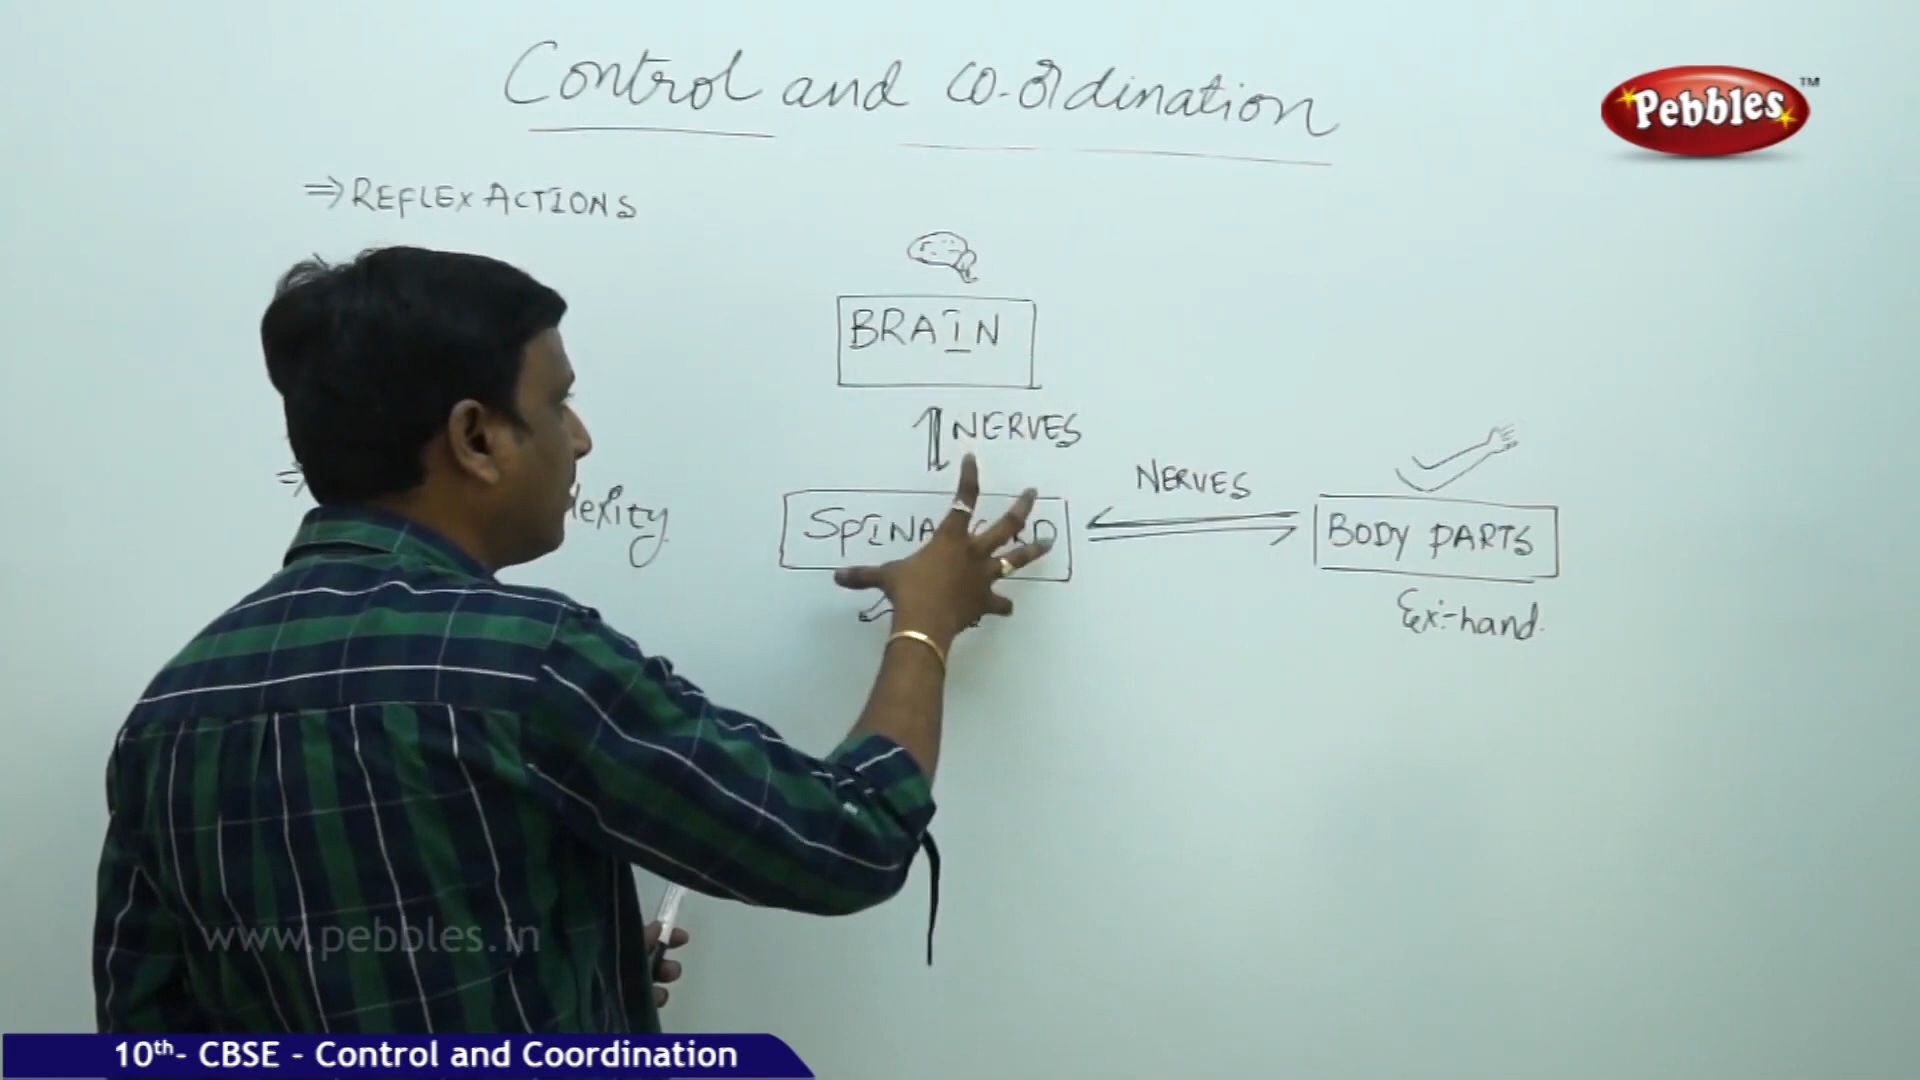 Control and co-ordination
Pebbles™
⇒ REFLEX ACTIONS
BRAIN
NERVES
NERVES
BODY PARTS
Ex:- hand.
www.pebbles.in
10th- CBSE - Control and Coordination